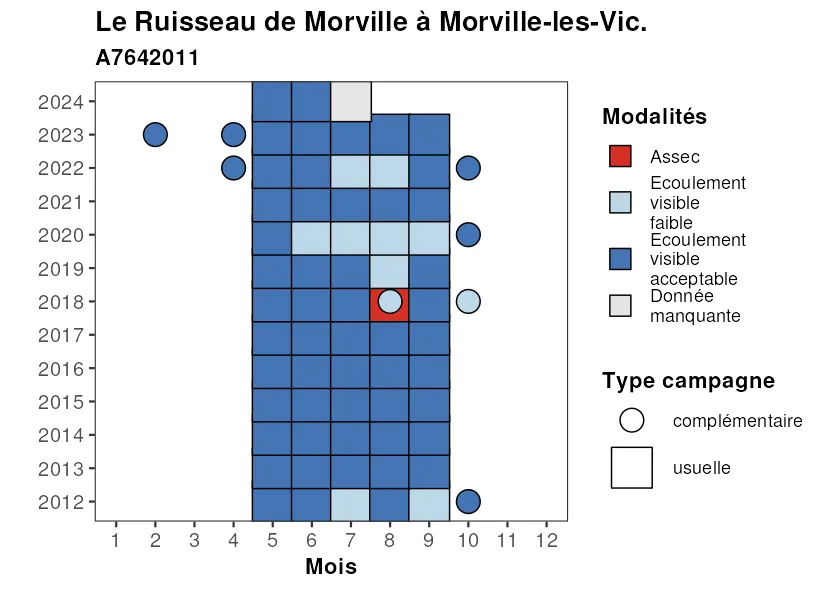 Le Ruisseau de Morville à Morville-les-Vic.
A7642011
2024
2023
2022
2021
2020
2019
2018
2017
2016
2015
2014
2013
2012
1 2 3 4 5 6 7 8 9 10 11 12
Mois
Modalités
Assec
Ecoulement
visible
faible
Ecoulement
visible
acceptable
Donnée
manquante
Type campagne
complémentaire
usuelle